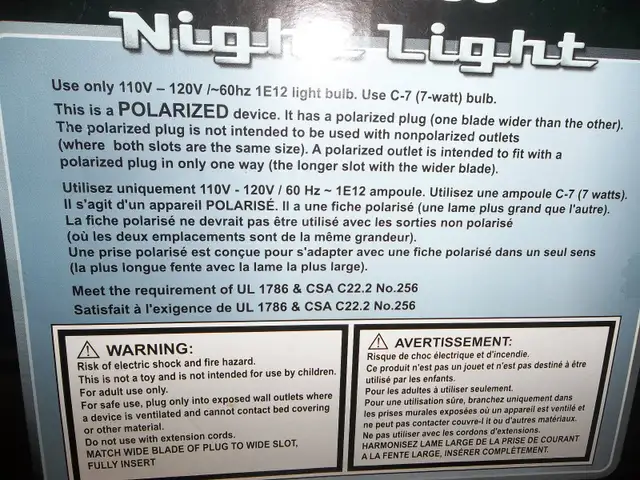 Night Light
Use only 110V – 120V /~60hz 1E12 light bulb. Use C-7 (7-watt) bulb.
This is a POLARIZED device. It has a polarized plug (one blade wider than the other).
The polarized plug is not intended to be used with nonpolarized outlets
(where both slots are the same size). A polarized outlet is intended to fit with a
polarized plug in only one way (the longer slot with the wider blade).
Utilisez uniquement 110V - 120V / 60 Hz ~ 1E12 ampoule. Utilisez une ampoule C-7 (7 watts).
Il s'agit d'un appareil POLARISÉ. Il a une fiche polarisé (une lame plus grand que l'autre).
La fiche polarisé ne devrait pas être utilisé avec les sorties non polarisé
(où les deux emplacements sont de la même grandeur).
Une prise polarisé est conçue pour s'adapter avec une fiche polarisé dans un seul sens
(la plus longue fente avec la lame la plus large).
Meet the requirement of UL 1786 & CSA C22.2 No.256
Satisfait à l'exigence de UL 1786 & CSA C22.2 No.256
WARNING:
Risk of electric shock and fire hazard.
This is not a toy and is not intended for use by children.
For adult use only.
For safe use, plug only into exposed wall outlets where
a device is ventilated and cannot contact bed covering
or other material.
Do not use with extension cords.
MATCH WIDE BLADE OF PLUG TO WIDE SLOT,
FULLY INSERT
AVERTISSEMENT:
Risque de choc électrique et d'incendie.
Ce produit n'est pas un jouet et n'est pas destiné à être
utilisé par les enfants.
Pour les adultes à utiliser seulement.
Pour une utilisation sûre, branchez uniquement dans
les prises murales exposées où un appareil est ventilé et
ne peut pas contacter couvre-lit ou d'autres matériaux.
Ne pas utiliser avec les cordons d'extensions.
HARMONISEZ LAME LARGE DE LA PRISE DE COURANT
A LA FENTE LARGE, INSÉRER COMPLÈTEMENT.